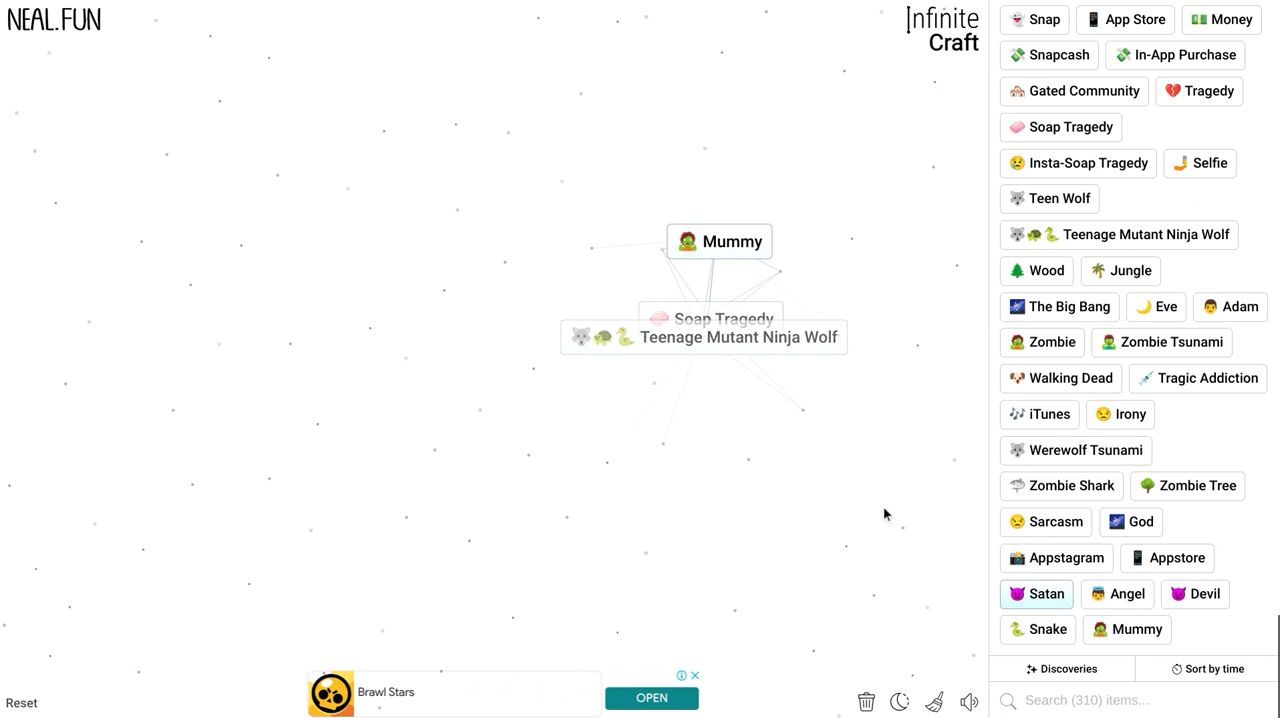 NEAL.FUN
Infinite
Craft
👻 Snap 📱 App Store 💵 Money
💸 Snapcash 💸 In-App Purchase
🏘️ Gated Community 💔 Tragedy
🧼 Soap Tragedy
😢 Insta-Soap Tragedy 🤳 Selfie
🐺 Teen Wolf
🐺🐢🐍 Teenage Mutant Ninja Wolf
🌲 Wood 🌴 Jungle
🌌 The Big Bang 🌙 Eve 👨 Adam
🧟 Zombie 🧟‍♂️ Zombie Tsunami
🐶 Walking Dead 💉 Tragic Addiction
🎶 iTunes 😒 Irony
🐺 Werewolf Tsunami
🦈 Zombie Shark 🌳 Zombie Tree
😒 Sarcasm 🌌 God
📸 Appstagram 📱 Appstore
😈 Satan 👼 Angel 😈 Devil
🐍 Snake 🧟 Mummy
✨ Discoveries ⏱ Sort by time
Search (310) items...
🧟 Mummy
🧼 Soap Tragedy
🐺🐢🐍 Teenage Mutant Ninja Wolf
Brawl Stars
OPEN
Reset